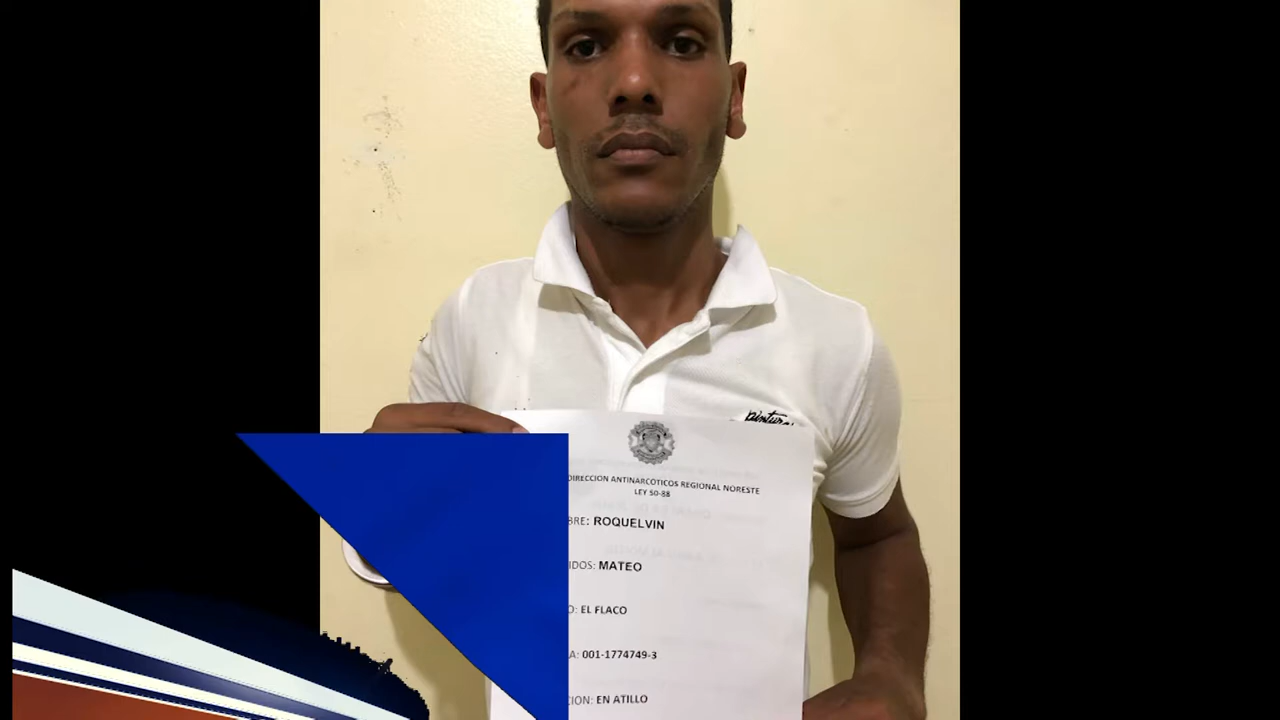 pintura
DIRECCION ANTINARCOTICOS REGIONAL NORESTE
LEY 50-88
BRE: ROQUELVIN
IDOS: MATEO
O: EL FLACO
A: 001-1774749-3
CION: EN ATILLO